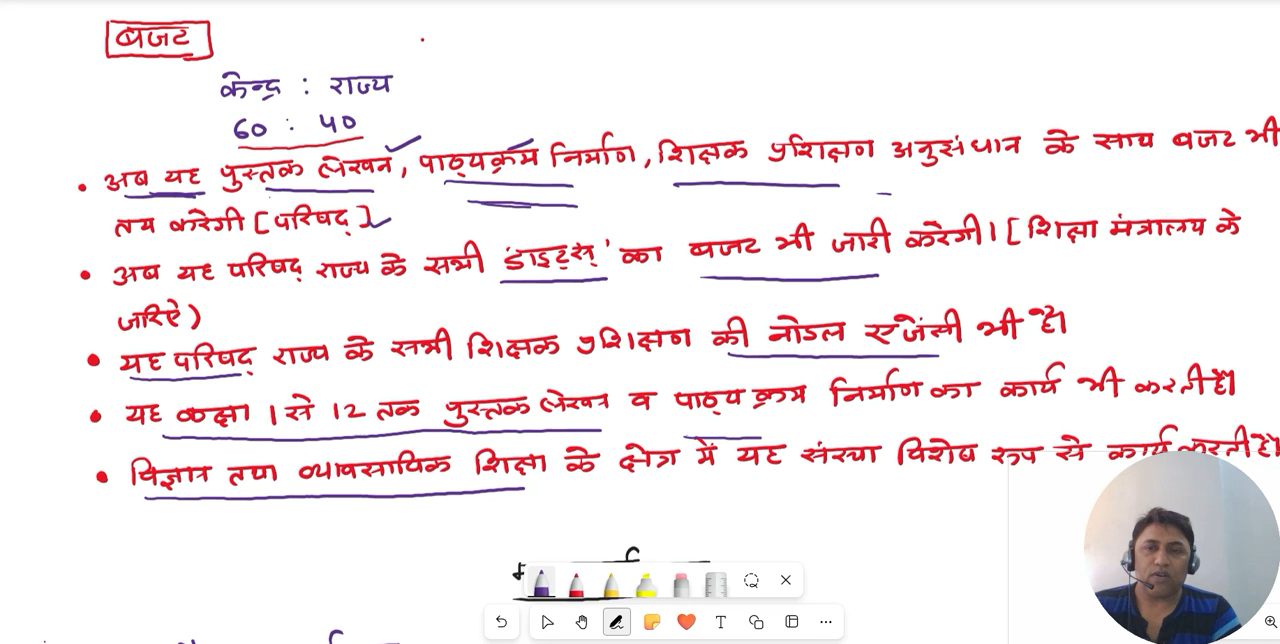 बजट
केन्द्र : राज्य
60 : 40
• अब यह पुस्तक लेखन, पाठ्यक्रम निर्माण, शिक्षक प्रशिक्षण अनुसंधान के साथ बजट भी
तय करेगी [परिषद्]
• अब यह परिषद् राज्य के सभी 'डाइट्स्' का बजट भी जारी करेगी। [शिक्षा मंत्रालय के
जरिऐ)
• यह परिषद् राज्य के सभी शिक्षक प्रशिक्षण की नोडल एजेंसी भी है।
• यह कक्षा 1 से 12 तक पुस्तक लेखन व पाठ्यक्रम निर्माण का कार्य भी करती है।
• विज्ञान तथा व्यावसायिक शिक्षा के क्षेत्र में यह संस्था विशेष रूप से कार्य करती है